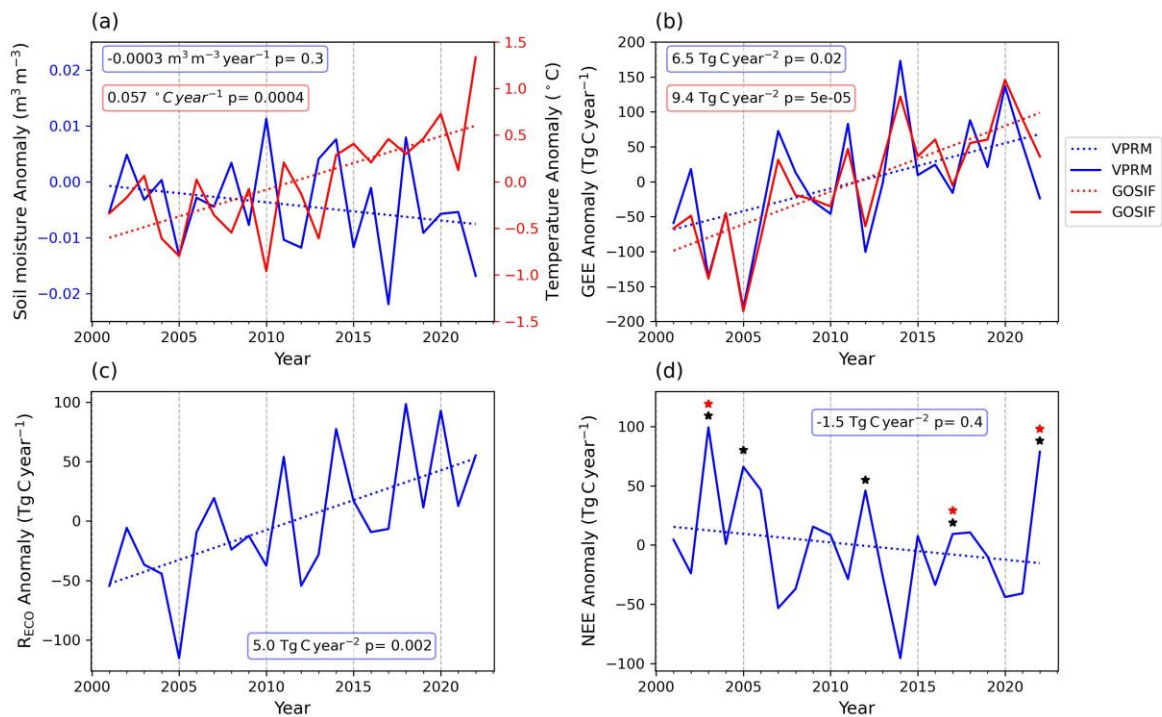 (a)
-0.0003 m³ m⁻³ year⁻¹ p= 0.3
0.057 °C year⁻¹ p= 0.0004
Soil moisture Anomaly (m³ m⁻³)
0.02
0.01
0.00
−0.01
−0.02
1.5
1.0
0.5
0.0
−0.5
−1.0
−1.5
Temperature Anomaly (°C)
2000
2005
2010
2015
2020
Year
(b)
6.5 Tg C year⁻² p= 0.02
9.4 Tg C year⁻² p= 5e-05
GEE Anomaly (Tg C year⁻¹)
200
150
100
50
0
−50
−100
−150
−200
2000
2005
2010
2015
2020
Year
VPRM
VPRM
GOSIF
GOSIF
(c)
R_ECO Anomaly (Tg C year⁻¹)
100
50
0
−50
−100
5.0 Tg C year⁻² p= 0.002
2000
2005
2010
2015
2020
Year
(d)
-1.5 Tg C year⁻² p= 0.4
NEE Anomaly (Tg C year⁻¹)
100
50
0
−50
−100
2000
2005
2010
2015
2020
Year